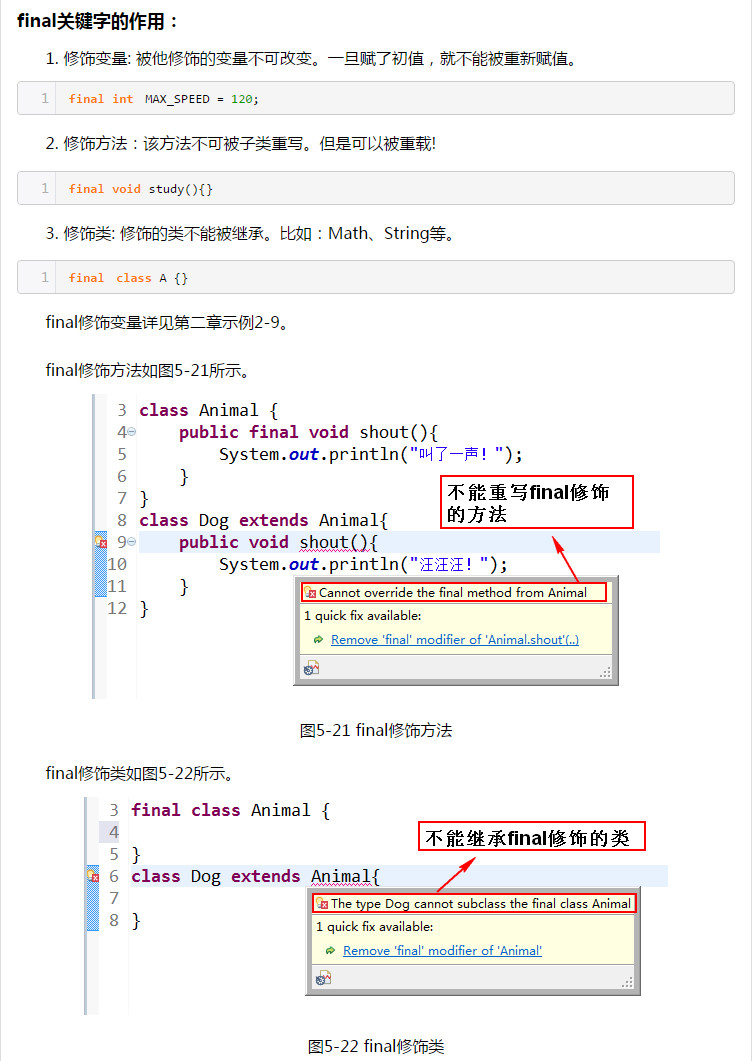 final关键字的作用：
1. 修饰变量: 被他修饰的变量不可改变。一旦赋了初值，就不能被重新赋值。
1 final int MAX_SPEED = 120;
2. 修饰方法：该方法不可被子类重写。但是可以被重载!
1 final void study(){}
3. 修饰类: 修饰的类不能被继承。比如：Math、String等。
1 final class A {}
final修饰变量详见第二章示例2-9。
final修饰方法如图5-21所示。
3 class Animal {
4 public final void shout(){
5 System.out.println("叫了一声！");
6 }
7 }
8 class Dog extends Animal{
9 public void shout(){
10 System.out.println("汪汪汪！");
11 }
12 }
不能重写final修饰
的方法
Cannot override the final method from Animal
1 quick fix available:
Remove 'final' modifier of 'Animal.shout'(..)
图5-21 final修饰方法
final修饰类如图5-22所示。
3 final class Animal {
4
5 }
6 class Dog extends Animal{
7
8 }
不能继承final修饰的类
The type Dog cannot subclass the final class Animal
1 quick fix available:
Remove 'final' modifier of 'Animal'
图5-22 final修饰类